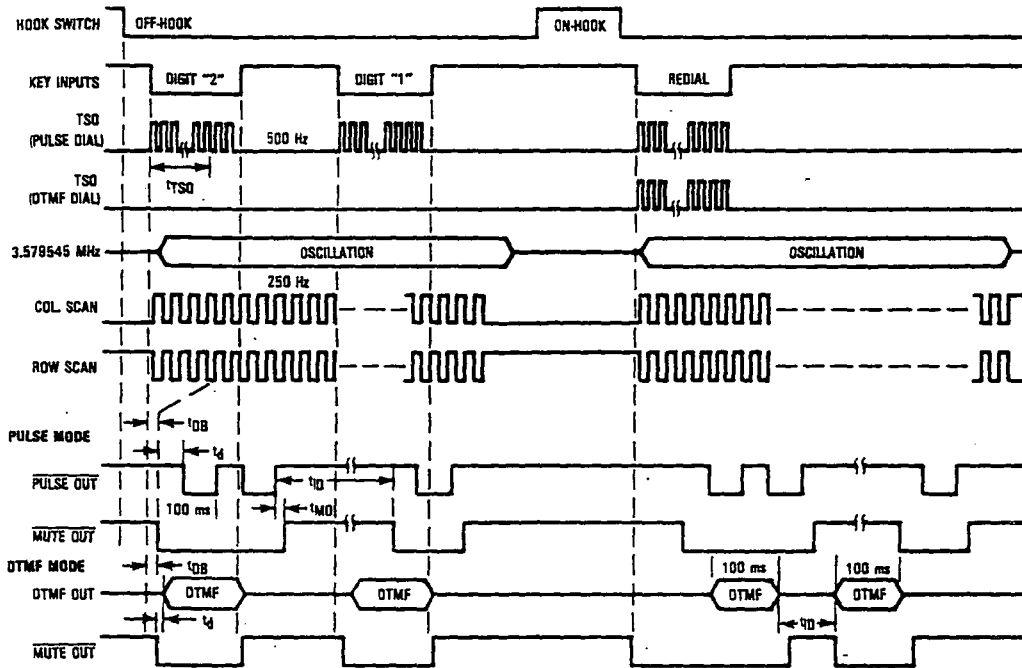 HOOK SWITCH OFF-HOOK ON-HOOK
KEY INPUTS DIGIT "2" DIGIT "1" REDIAL
TSO
(PULSE DIAL) 500 Hz
tTSO
TSO
(DTMF DIAL)
3.579545 MHz OSCILLATION OSCILLATION
250 Hz
COL. SCAN
ROW SCAN
tDB
PULSE MODE
td
PULSE OUT
tID
100 ms tMO
MUTE OUT
DTMF MODE
tDB 100 ms 100 ms
DTMF OUT DTMF DTMF DTMF DTMF
td tID
MUTE OUT